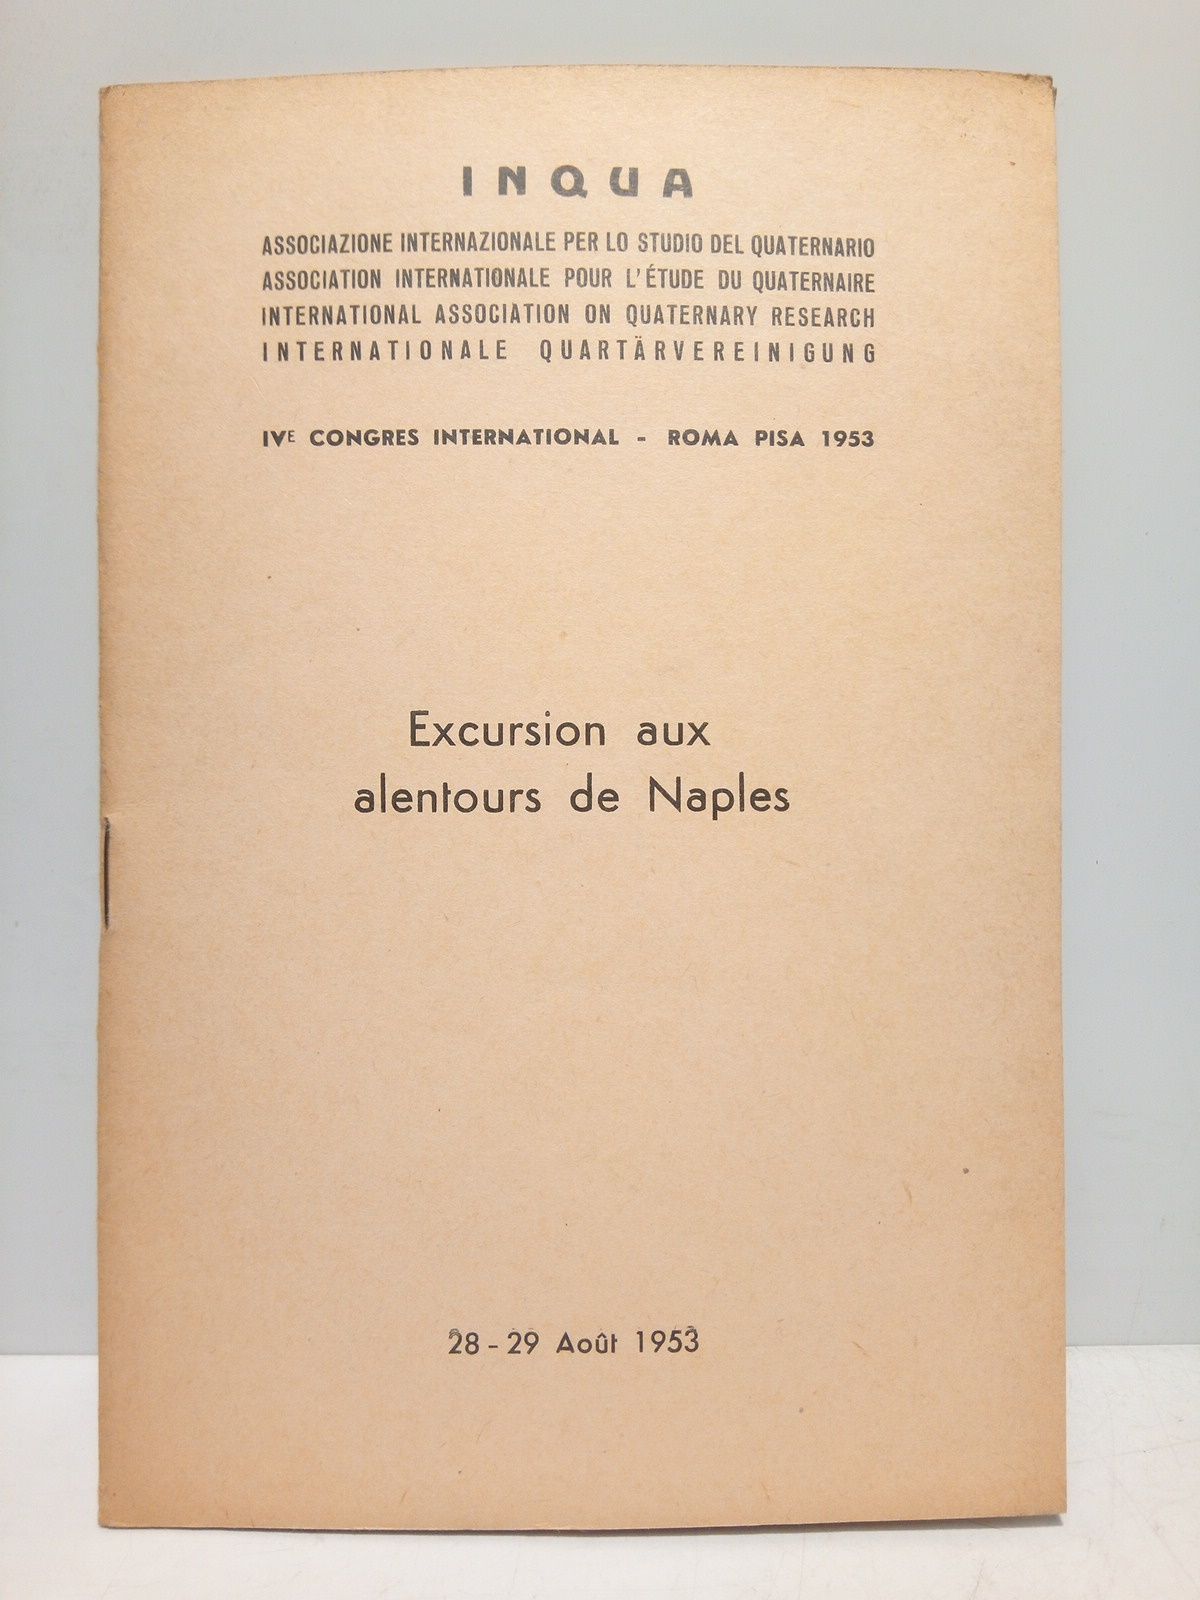 INQUA
ASSOCIAZIONE INTERNAZIONALE PER LO STUDIO DEL QUATERNARIO
ASSOCIATION INTERNATIONALE POUR L'ÉTUDE DU QUATERNAIRE
INTERNATIONAL ASSOCIATION ON QUATERNARY RESEARCH
INTERNATIONALE QUARTÄRVEREINIGUNG
IVE CONGRES INTERNATIONAL - ROMA PISA 1953
Excursion aux
alentours de Naples
28-29 Août 1953